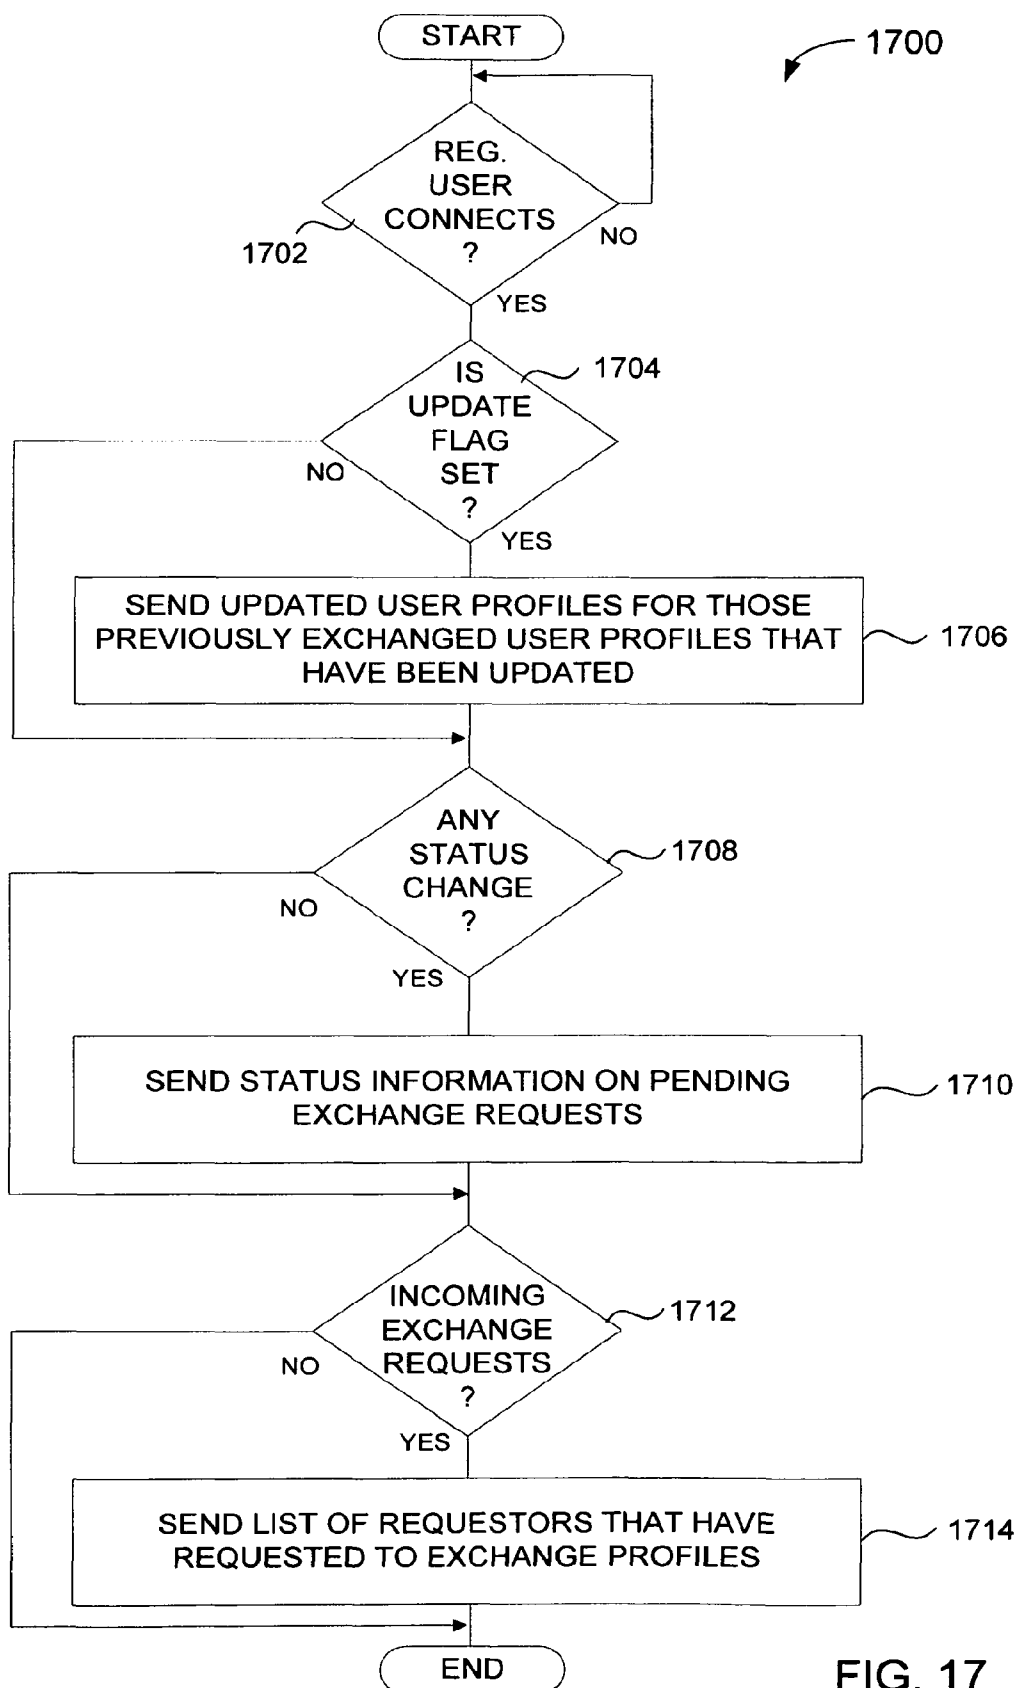 START
1700
REG.
USER
CONNECTS
?
1702
NO
YES
IS
UPDATE
FLAG
SET
?
1704
NO
YES
SEND UPDATED USER PROFILES FOR THOSE
PREVIOUSLY EXCHANGED USER PROFILES THAT
HAVE BEEN UPDATED
1706
ANY
STATUS
CHANGE
?
1708
NO
YES
SEND STATUS INFORMATION ON PENDING
EXCHANGE REQUESTS
1710
INCOMING
EXCHANGE
REQUESTS
?
1712
NO
YES
SEND LIST OF REQUESTORS THAT HAVE
REQUESTED TO EXCHANGE PROFILES
1714
END
FIG. 17